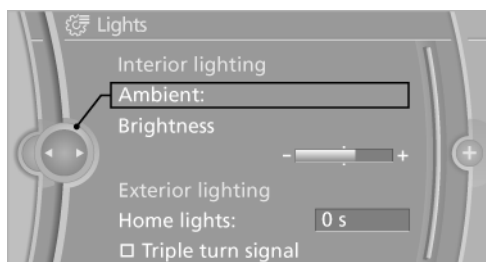 Lights
Interior lighting
Ambient:
Brightness
- +
Exterior lighting
Home lights: 0 s
Triple turn signal